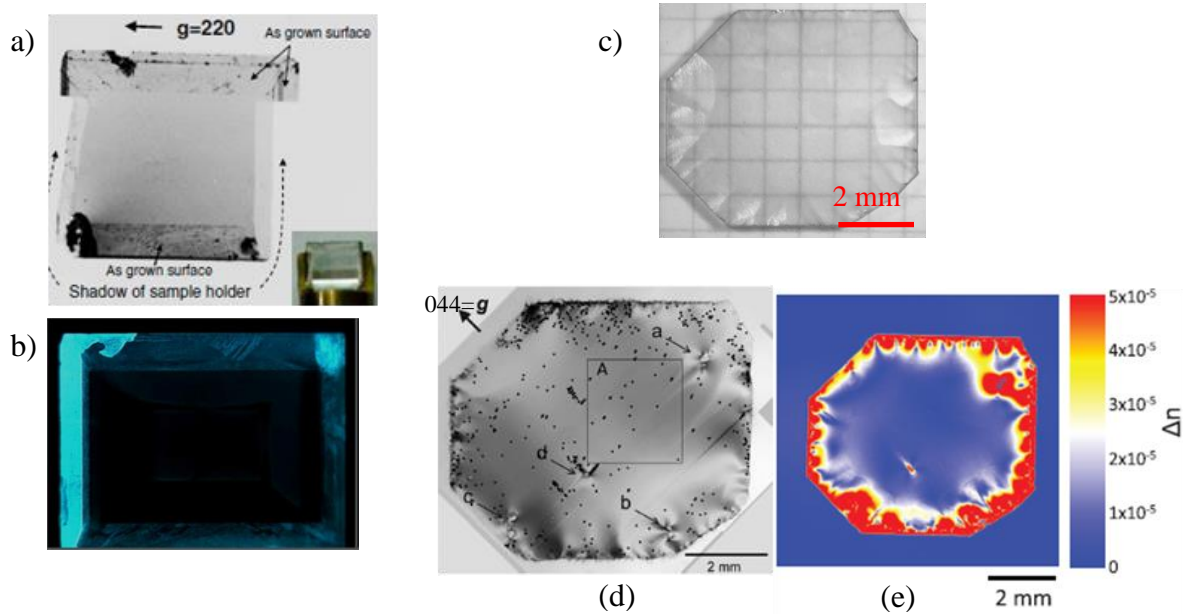 a)
g=220
As grown surface
As grown surface
Shadow of sample holder
b)
c)
2 mm
044=g
a
A
d
c
b
2 mm
(d)
5x10⁻⁵
4x10⁻⁵
3x10⁻⁵
2x10⁻⁵
1x10⁻⁵
0
Δn
2 mm
(e)